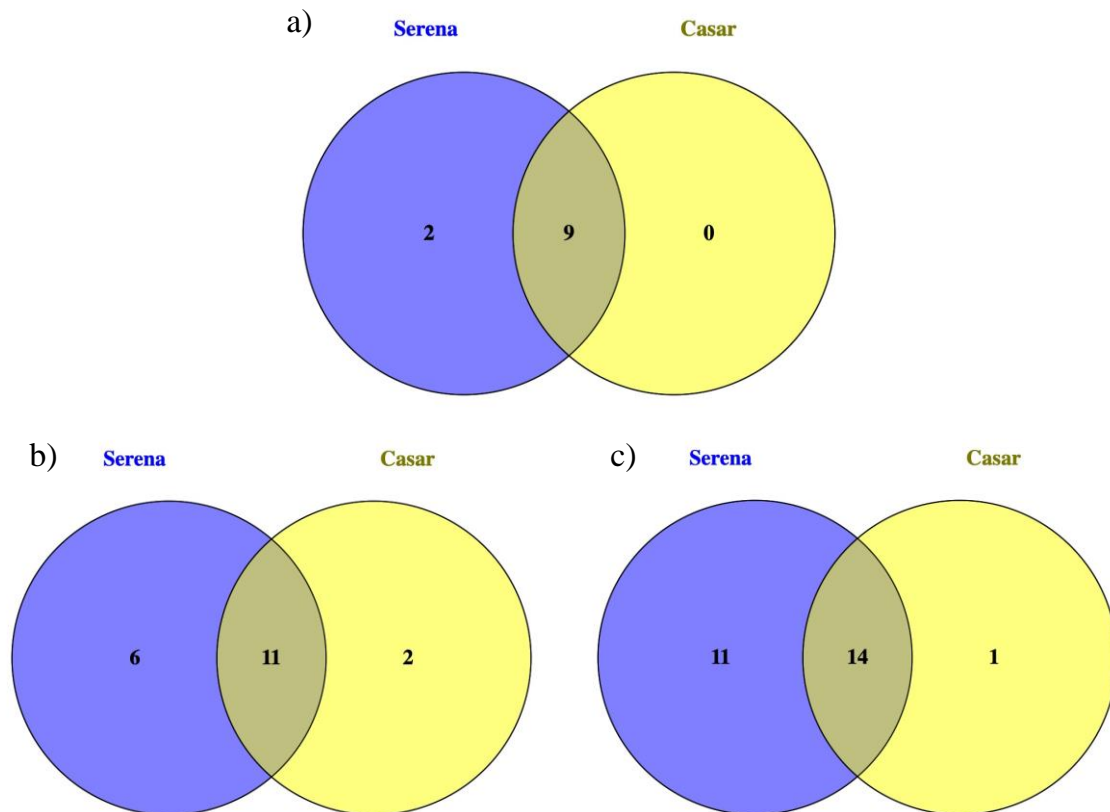 a) Serena Casar
2 9 0
b) Serena Casar
6 11 2
c) Serena Casar
11 14 1